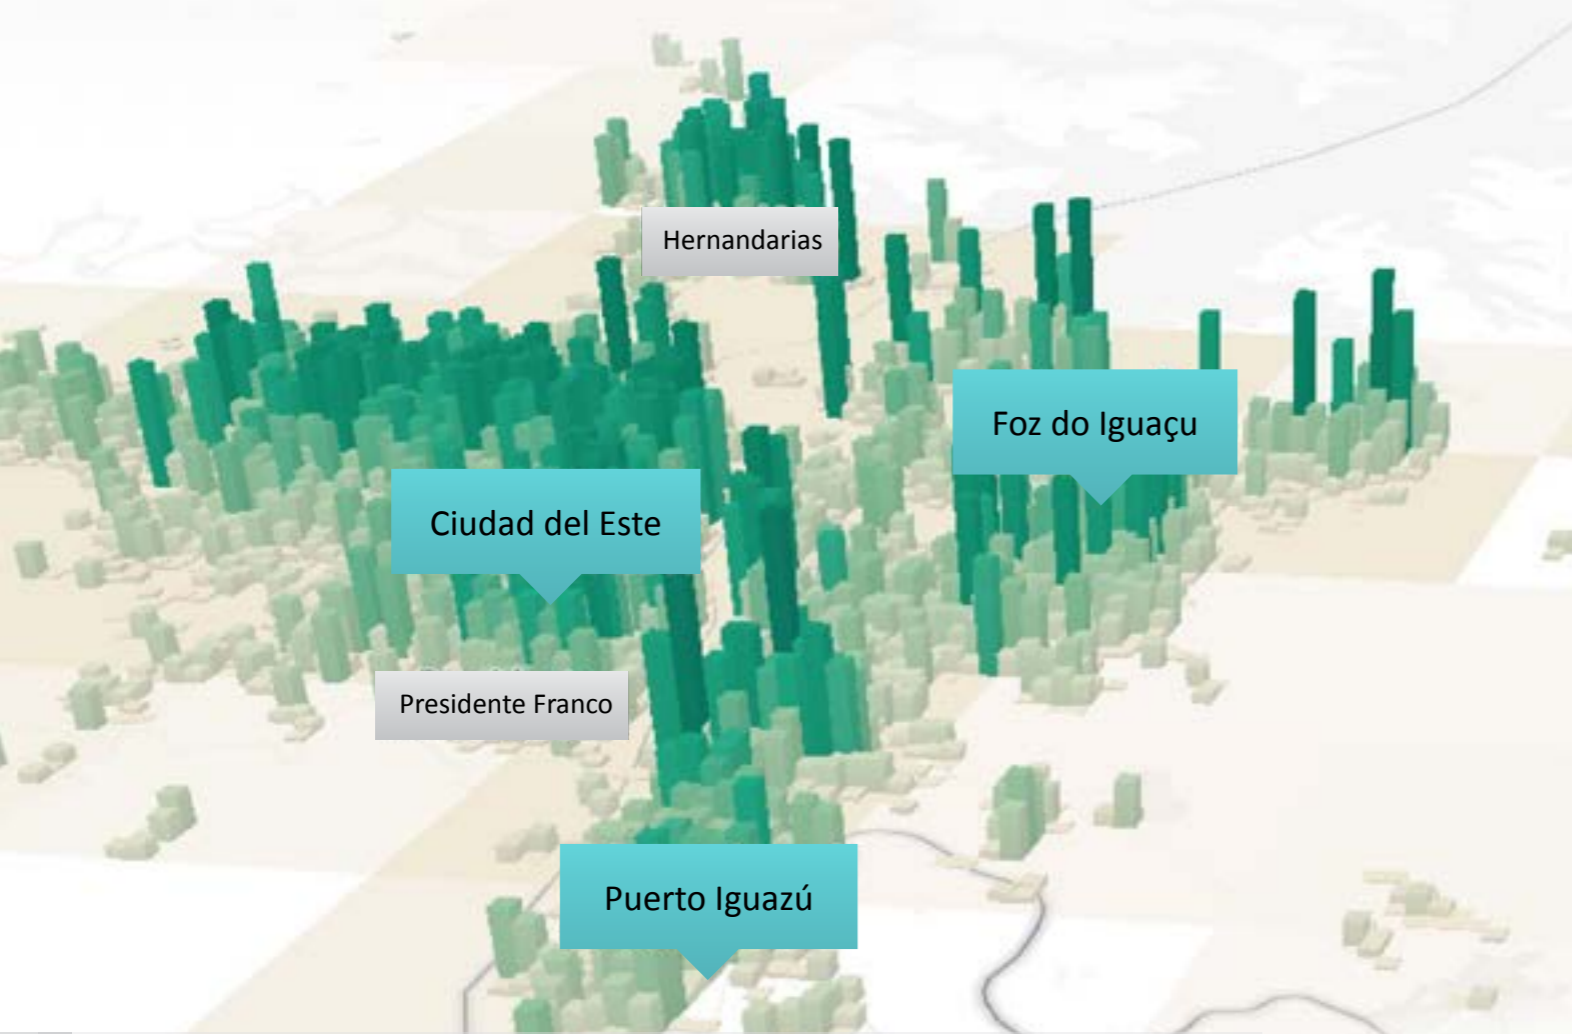 Hernandarias
Foz do Iguaçu
Ciudad del Este
Presidente Franco
Puerto Iguazú